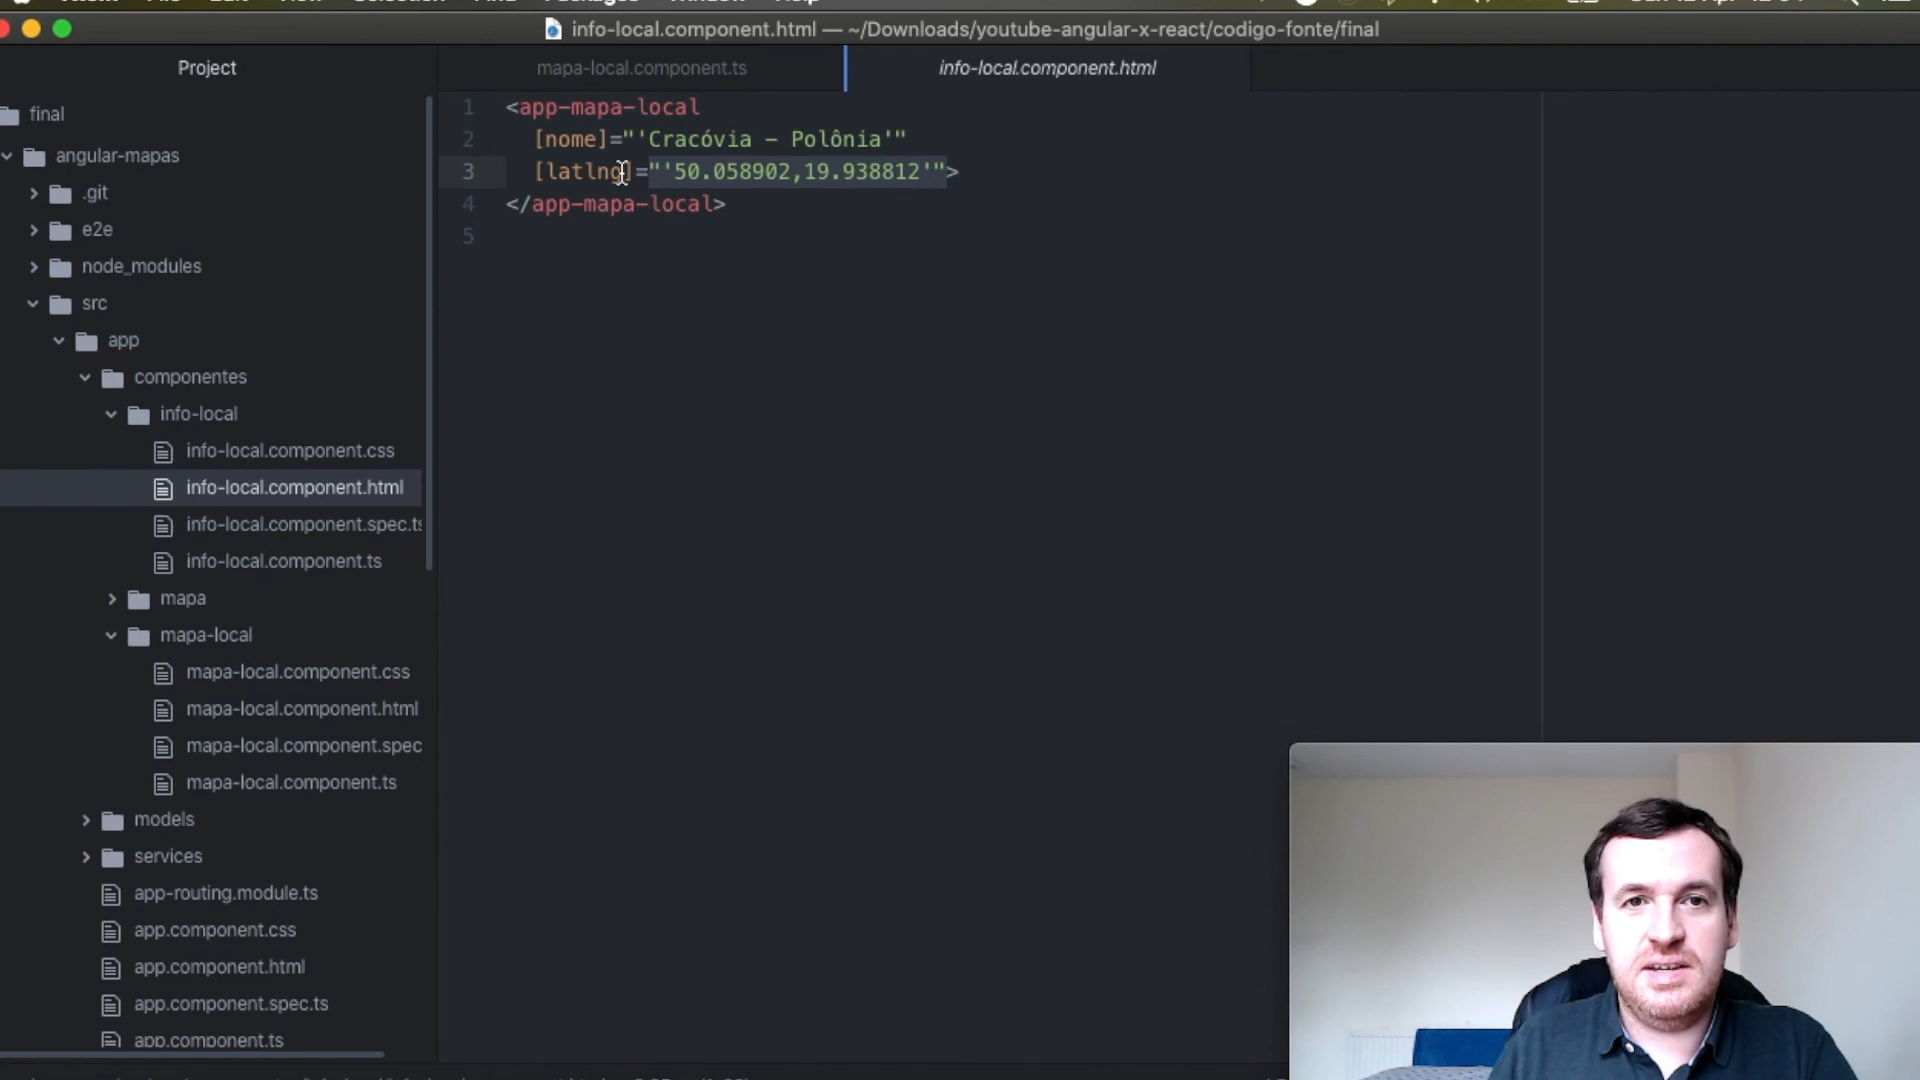 info-local.component.html — ~/Downloads/youtube-angular-x-react/codigo-fonte/final
Project
mapa-local.component.ts
info-local.component.html
final
angular-mapas
.git
e2e
node_modules
src
app
componentes
info-local
info-local.component.css
info-local.component.html
info-local.component.spec.ts
info-local.component.ts
mapa
mapa-local
mapa-local.component.css
mapa-local.component.html
mapa-local.component.spec
mapa-local.component.ts
models
services
app-routing.module.ts
app.component.css
app.component.html
app.component.spec.ts
app.component.ts
1 <app-mapa-local
2 [nome]="'Cracóvia - Polônia'"
3 [latlng]="'50.058902,19.938812'">
4 </app-mapa-local>
5